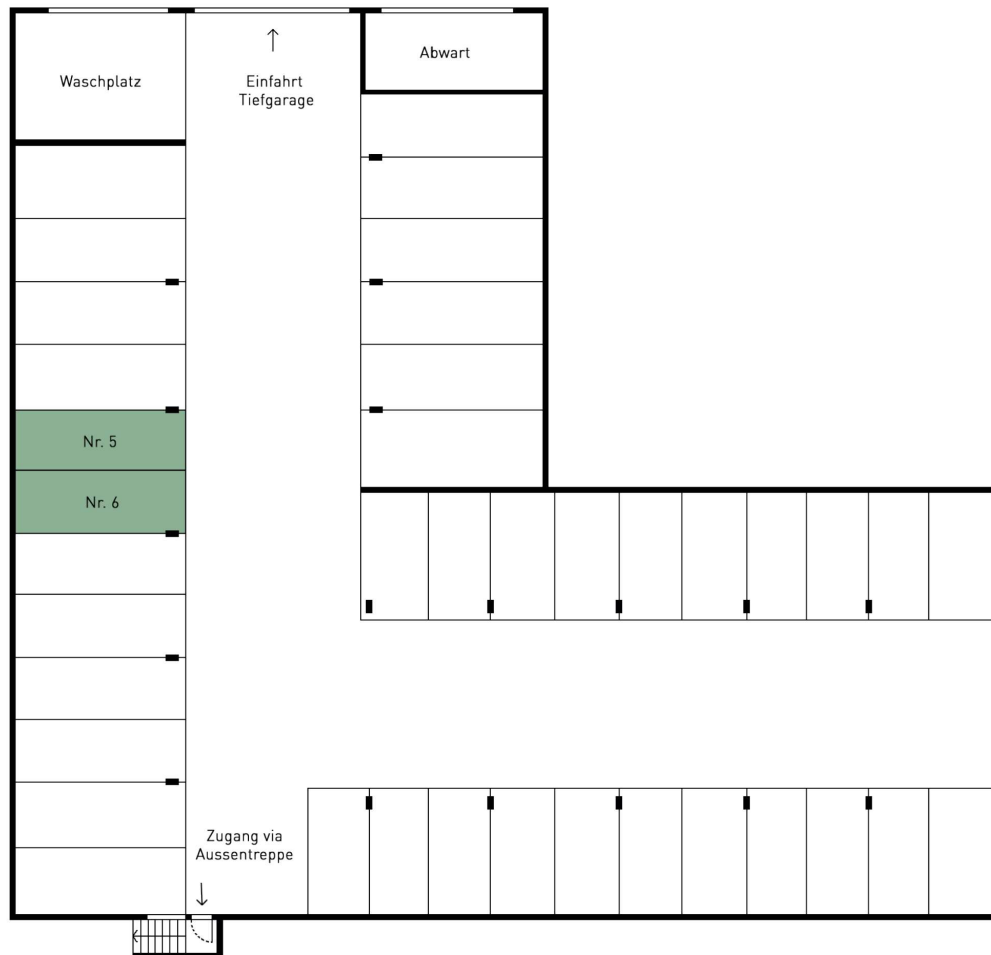 Waschplatz
Einfahrt
Tiefgarage
Abwart
Nr. 5
Nr. 6
Zugang via
Aussentreppe